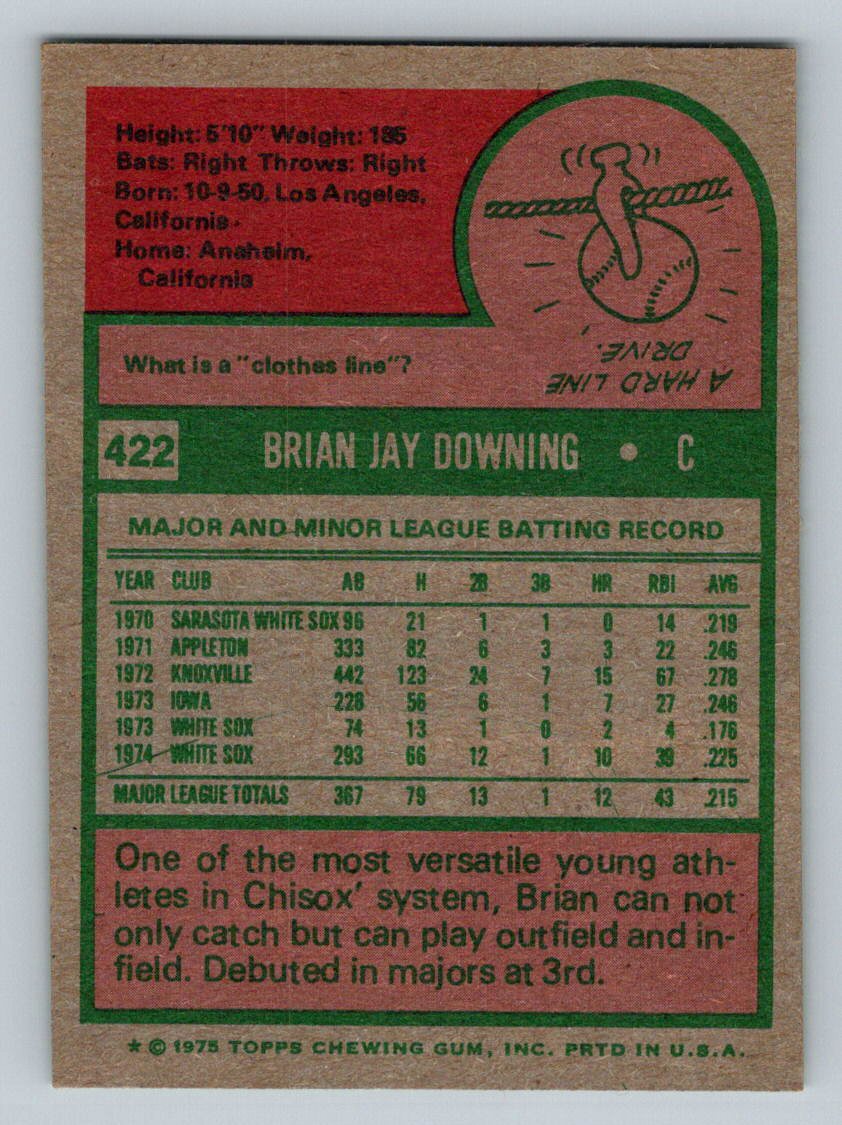 Height: 5'10" Weight: 185
Bats: Right Throws: Right
Born: 10-9-50, Los Angeles,
California
Home: Anaheim,
California
What is a "clothes line"?
A HARD LINE
DRIVE.
422 BRIAN JAY DOWNING • C
MAJOR AND MINOR LEAGUE BATTING RECORD
YEAR CLUB AB H 2B 3B HR RBI AVG
1970 SARASOTA WHITE SOX 96 21 1 1 0 14 .219
1971 APPLETON 333 82 6 3 3 22 .246
1972 KNOXVILLE 442 123 24 7 15 67 .278
1973 IOWA 228 56 6 1 7 27 .246
1973 WHITE SOX 74 13 1 0 2 4 .176
1974 WHITE SOX 293 66 12 1 10 39 .225
MAJOR LEAGUE TOTALS 367 79 13 1 12 43 .215
One of the most versatile young ath-
letes in Chisox' system, Brian can not
only catch but can play outfield and in-
field. Debuted in majors at 3rd.
* © 1975 TOPPS CHEWING GUM, INC. PRTD IN U.S.A.